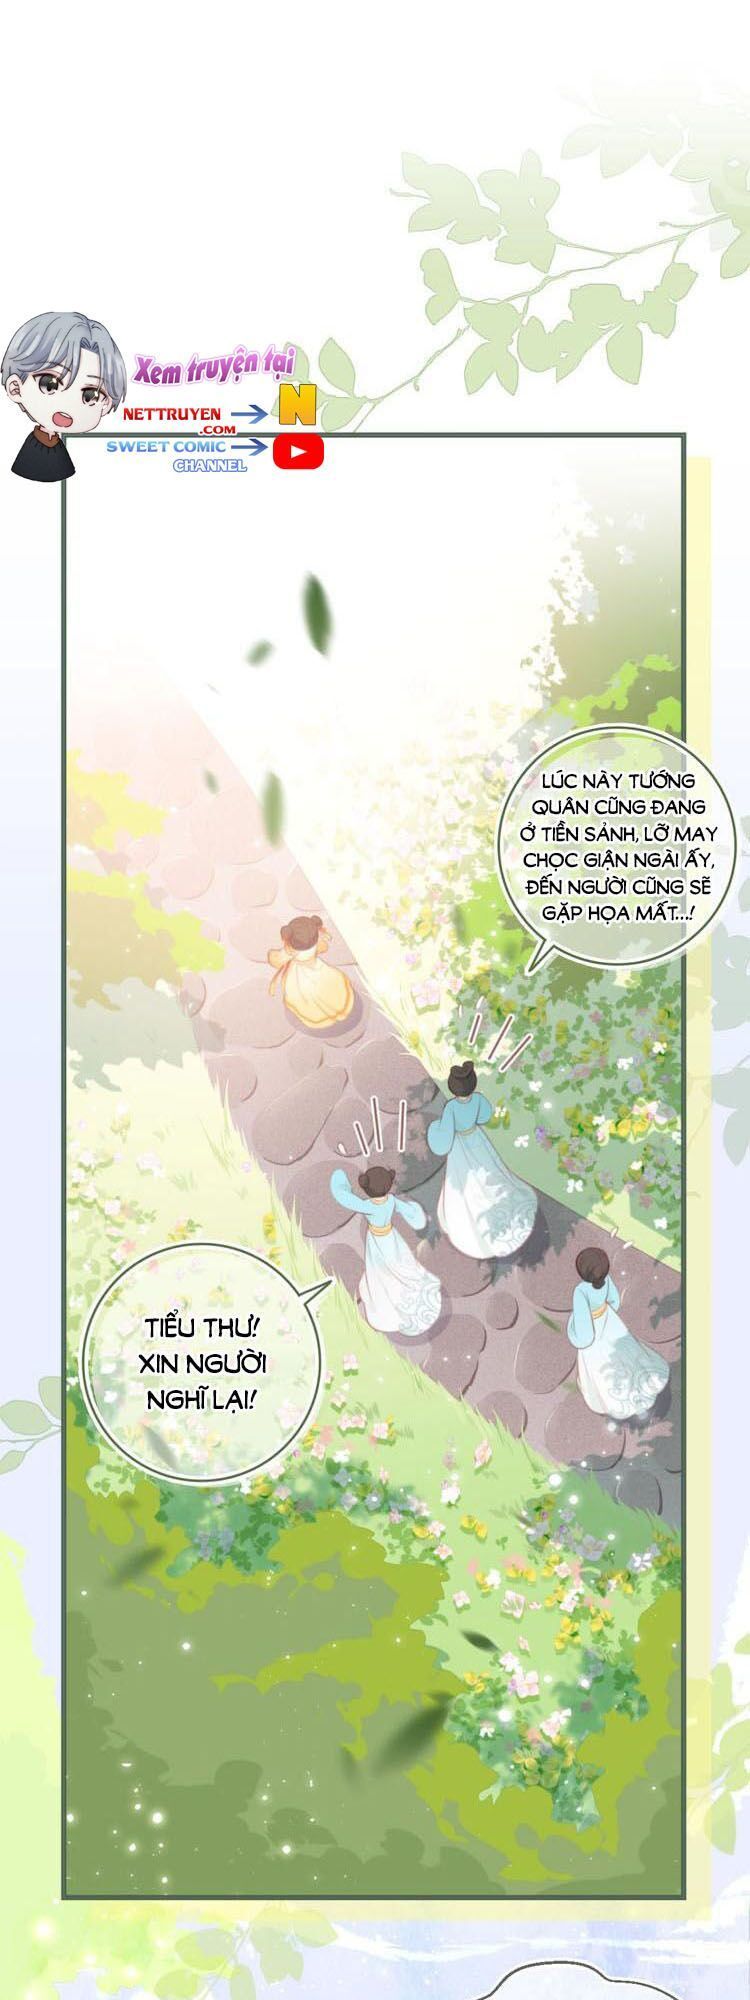 Xem truyện tại
NETTRUYEN
.COM
N
SWEET COMIC
CHANNEL
LÚC NÀY TƯỚNG
QUÂN CŨNG ĐANG
Ở TIỀN SẢNH, LỠ MAY
CHỌC GIẬN NGÀI ẤY,
ĐẾN NGƯỜI CŨNG SẼ
GẶP HỌA MẤT...!
TIỂU THƯ!
XIN NGƯỜI
NGHĨ LẠI!